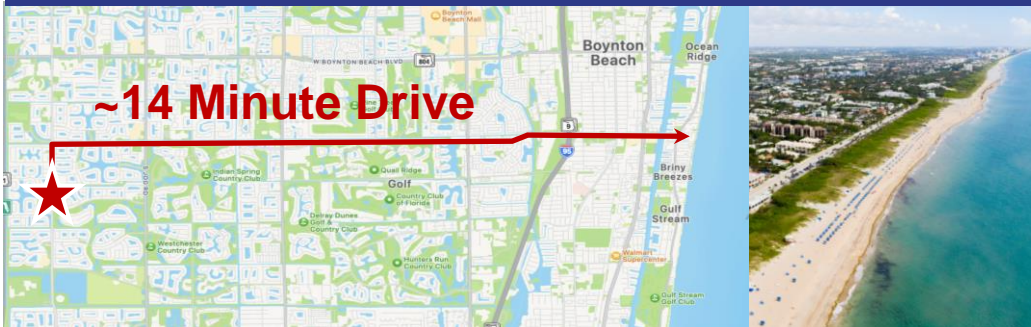 Boynton
Beach Mall
Boynton
Beach
Ocean
Ridge
W BOYNTON BEACH BLVD
804
~14 Minute Drive
9
95
Indian Spring
Country Club
Quail Ridge
Golf
Country Club
of Florida
Briny
Breezes
Gulf
Stream
Delray Dunes
Golf &
Country Club
Westchester
Country Club
Hunters Run
Country Club
Walmart
Supercenter
Gulf Stream
Golf Club